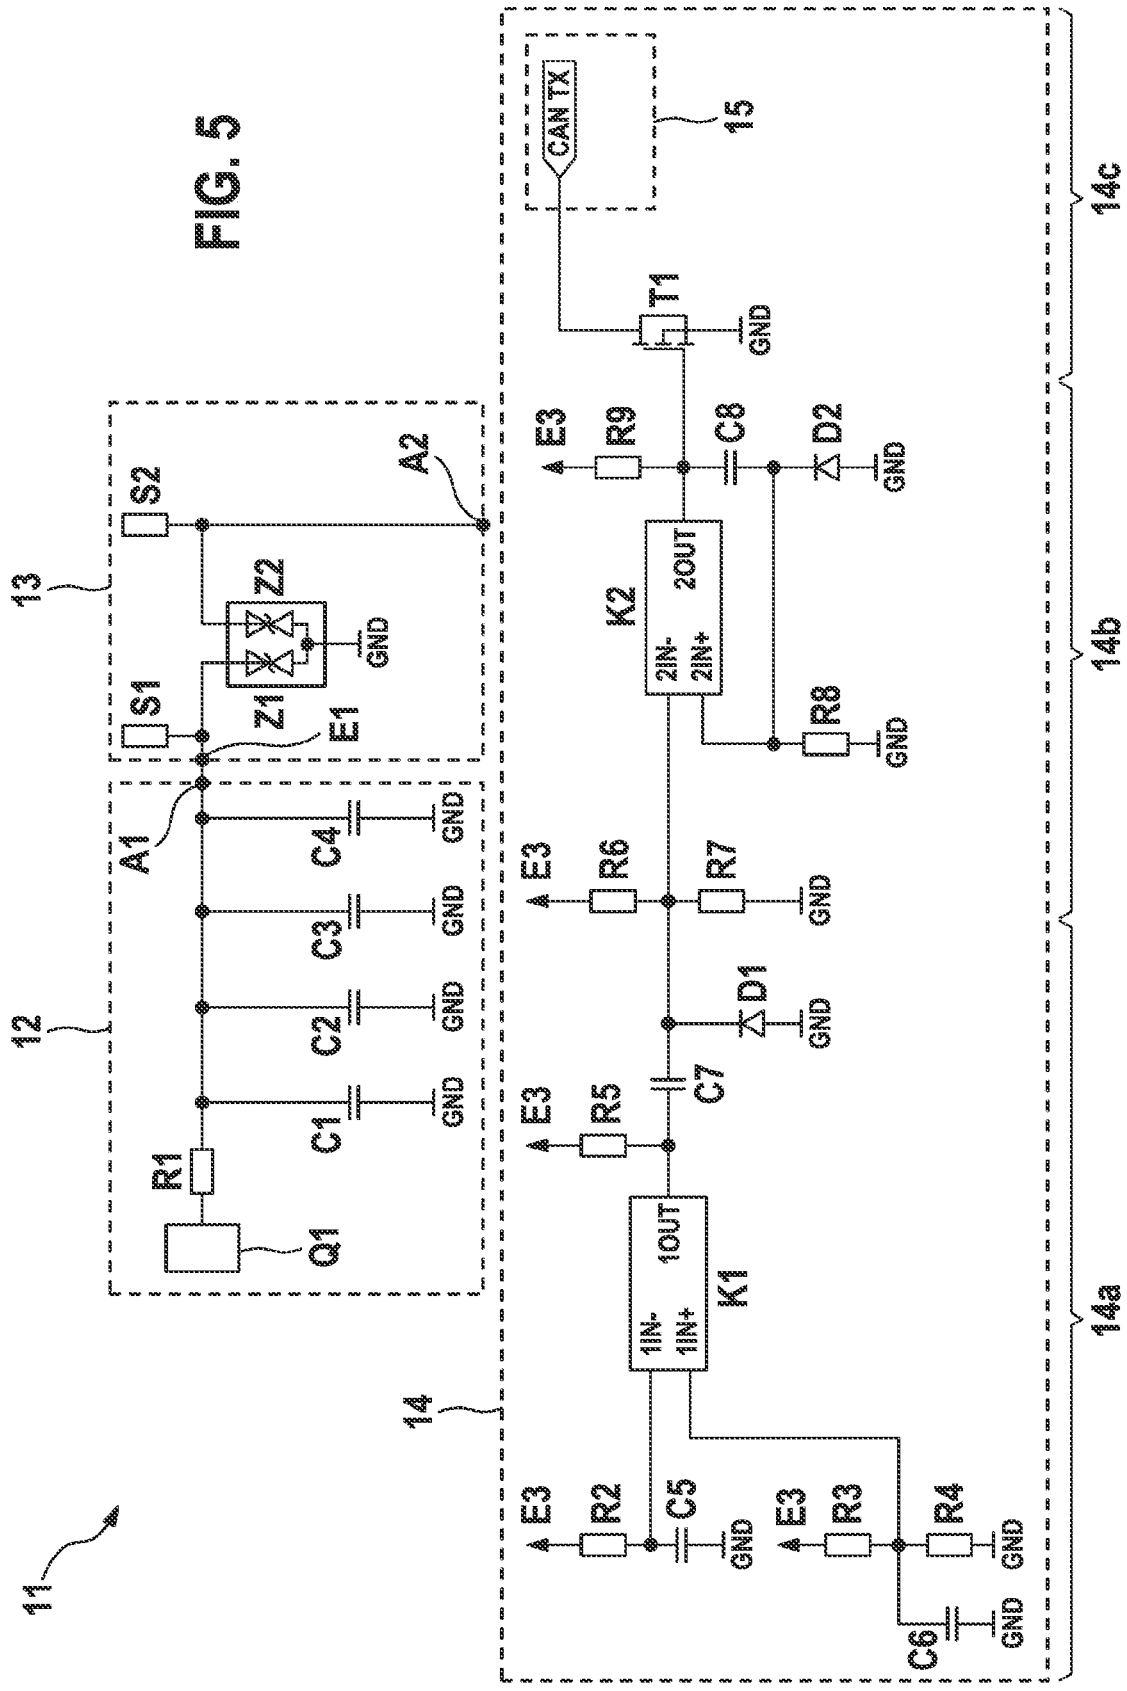 FIG. 5
11
12
13
Q1
R1
C1
C2
C3
C4
GND
GND
GND
GND
A1
E1
S1
S2
Z1
Z2
GND
A2
14
E3
R2
C5
GND
E3
R3
R4
GND
C6
GND
1IN-
1IN+
1OUT
K1
E3
R5
C7
D1
GND
E3
R6
R7
GND
K2
2IN-
2IN+
2OUT
R8
GND
E3
R9
C8
D2
GND
T1
GND
CAN TX
15
14a
14b
14c